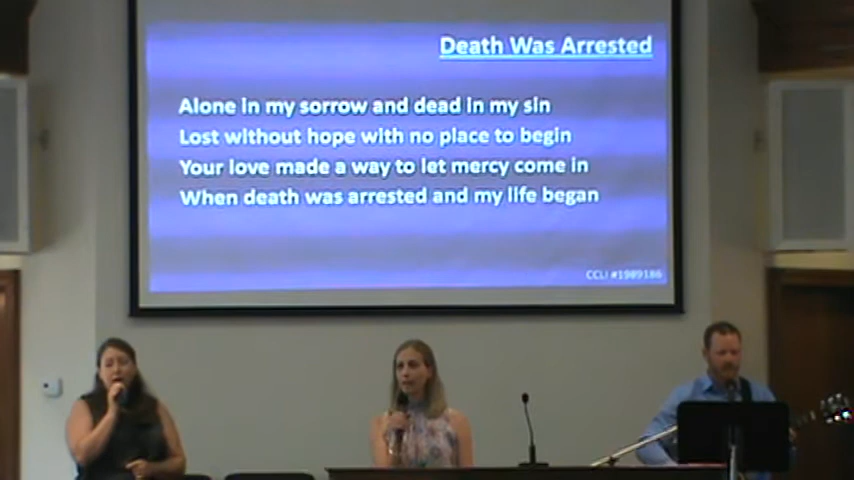 Death Was Arrested
Alone in my sorrow and dead in my sin
Lost without hope with no place to begin
Your love made a way to let mercy come in
When death was arrested and my life began
CCLI #1989186